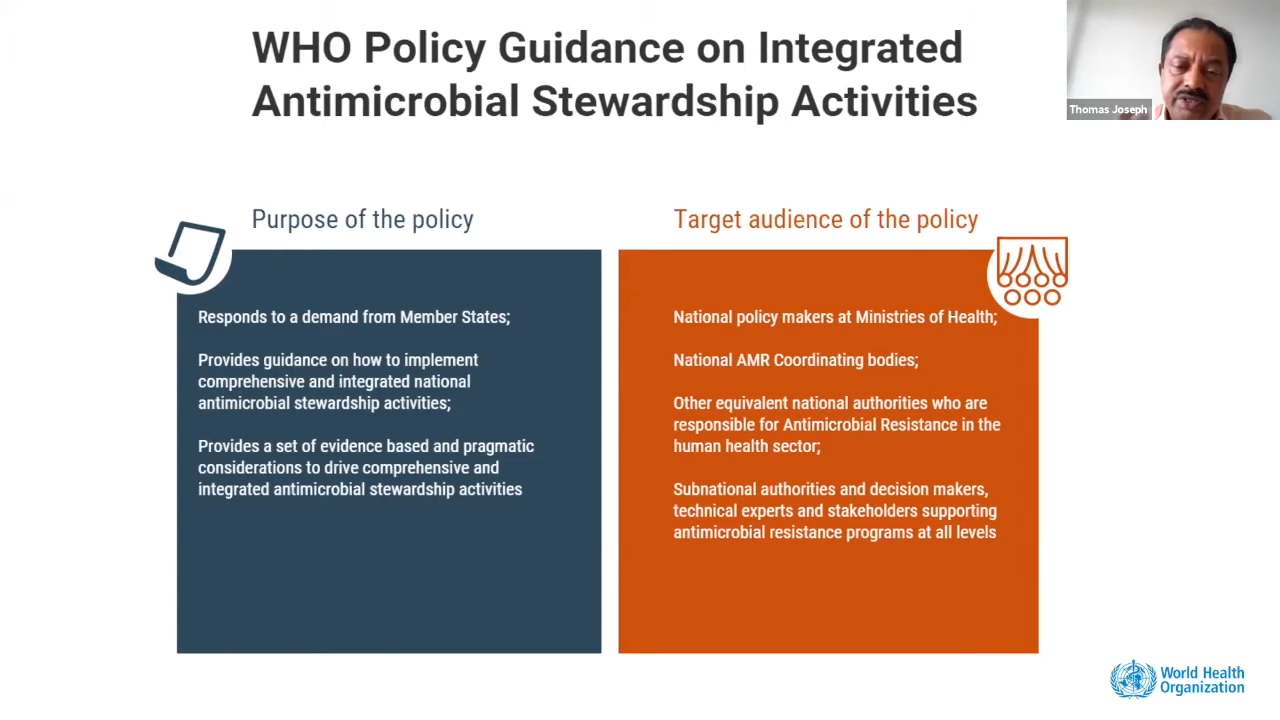 WHO Policy Guidance on Integrated
Antimicrobial Stewardship Activities
Thomas Joseph
Purpose of the policy
Responds to a demand from Member States;
Provides guidance on how to implement
comprehensive and integrated national
antimicrobial stewardship activities;
Provides a set of evidence based and pragmatic
considerations to drive comprehensive and
integrated antimicrobial stewardship activities
Target audience of the policy
National policy makers at Ministries of Health;
National AMR Coordinating bodies;
Other equivalent national authorities who are
responsible for Antimicrobial Resistance in the
human health sector;
Subnational authorities and decision makers,
technical experts and stakeholders supporting
antimicrobial resistance programs at all levels
World Health
Organization